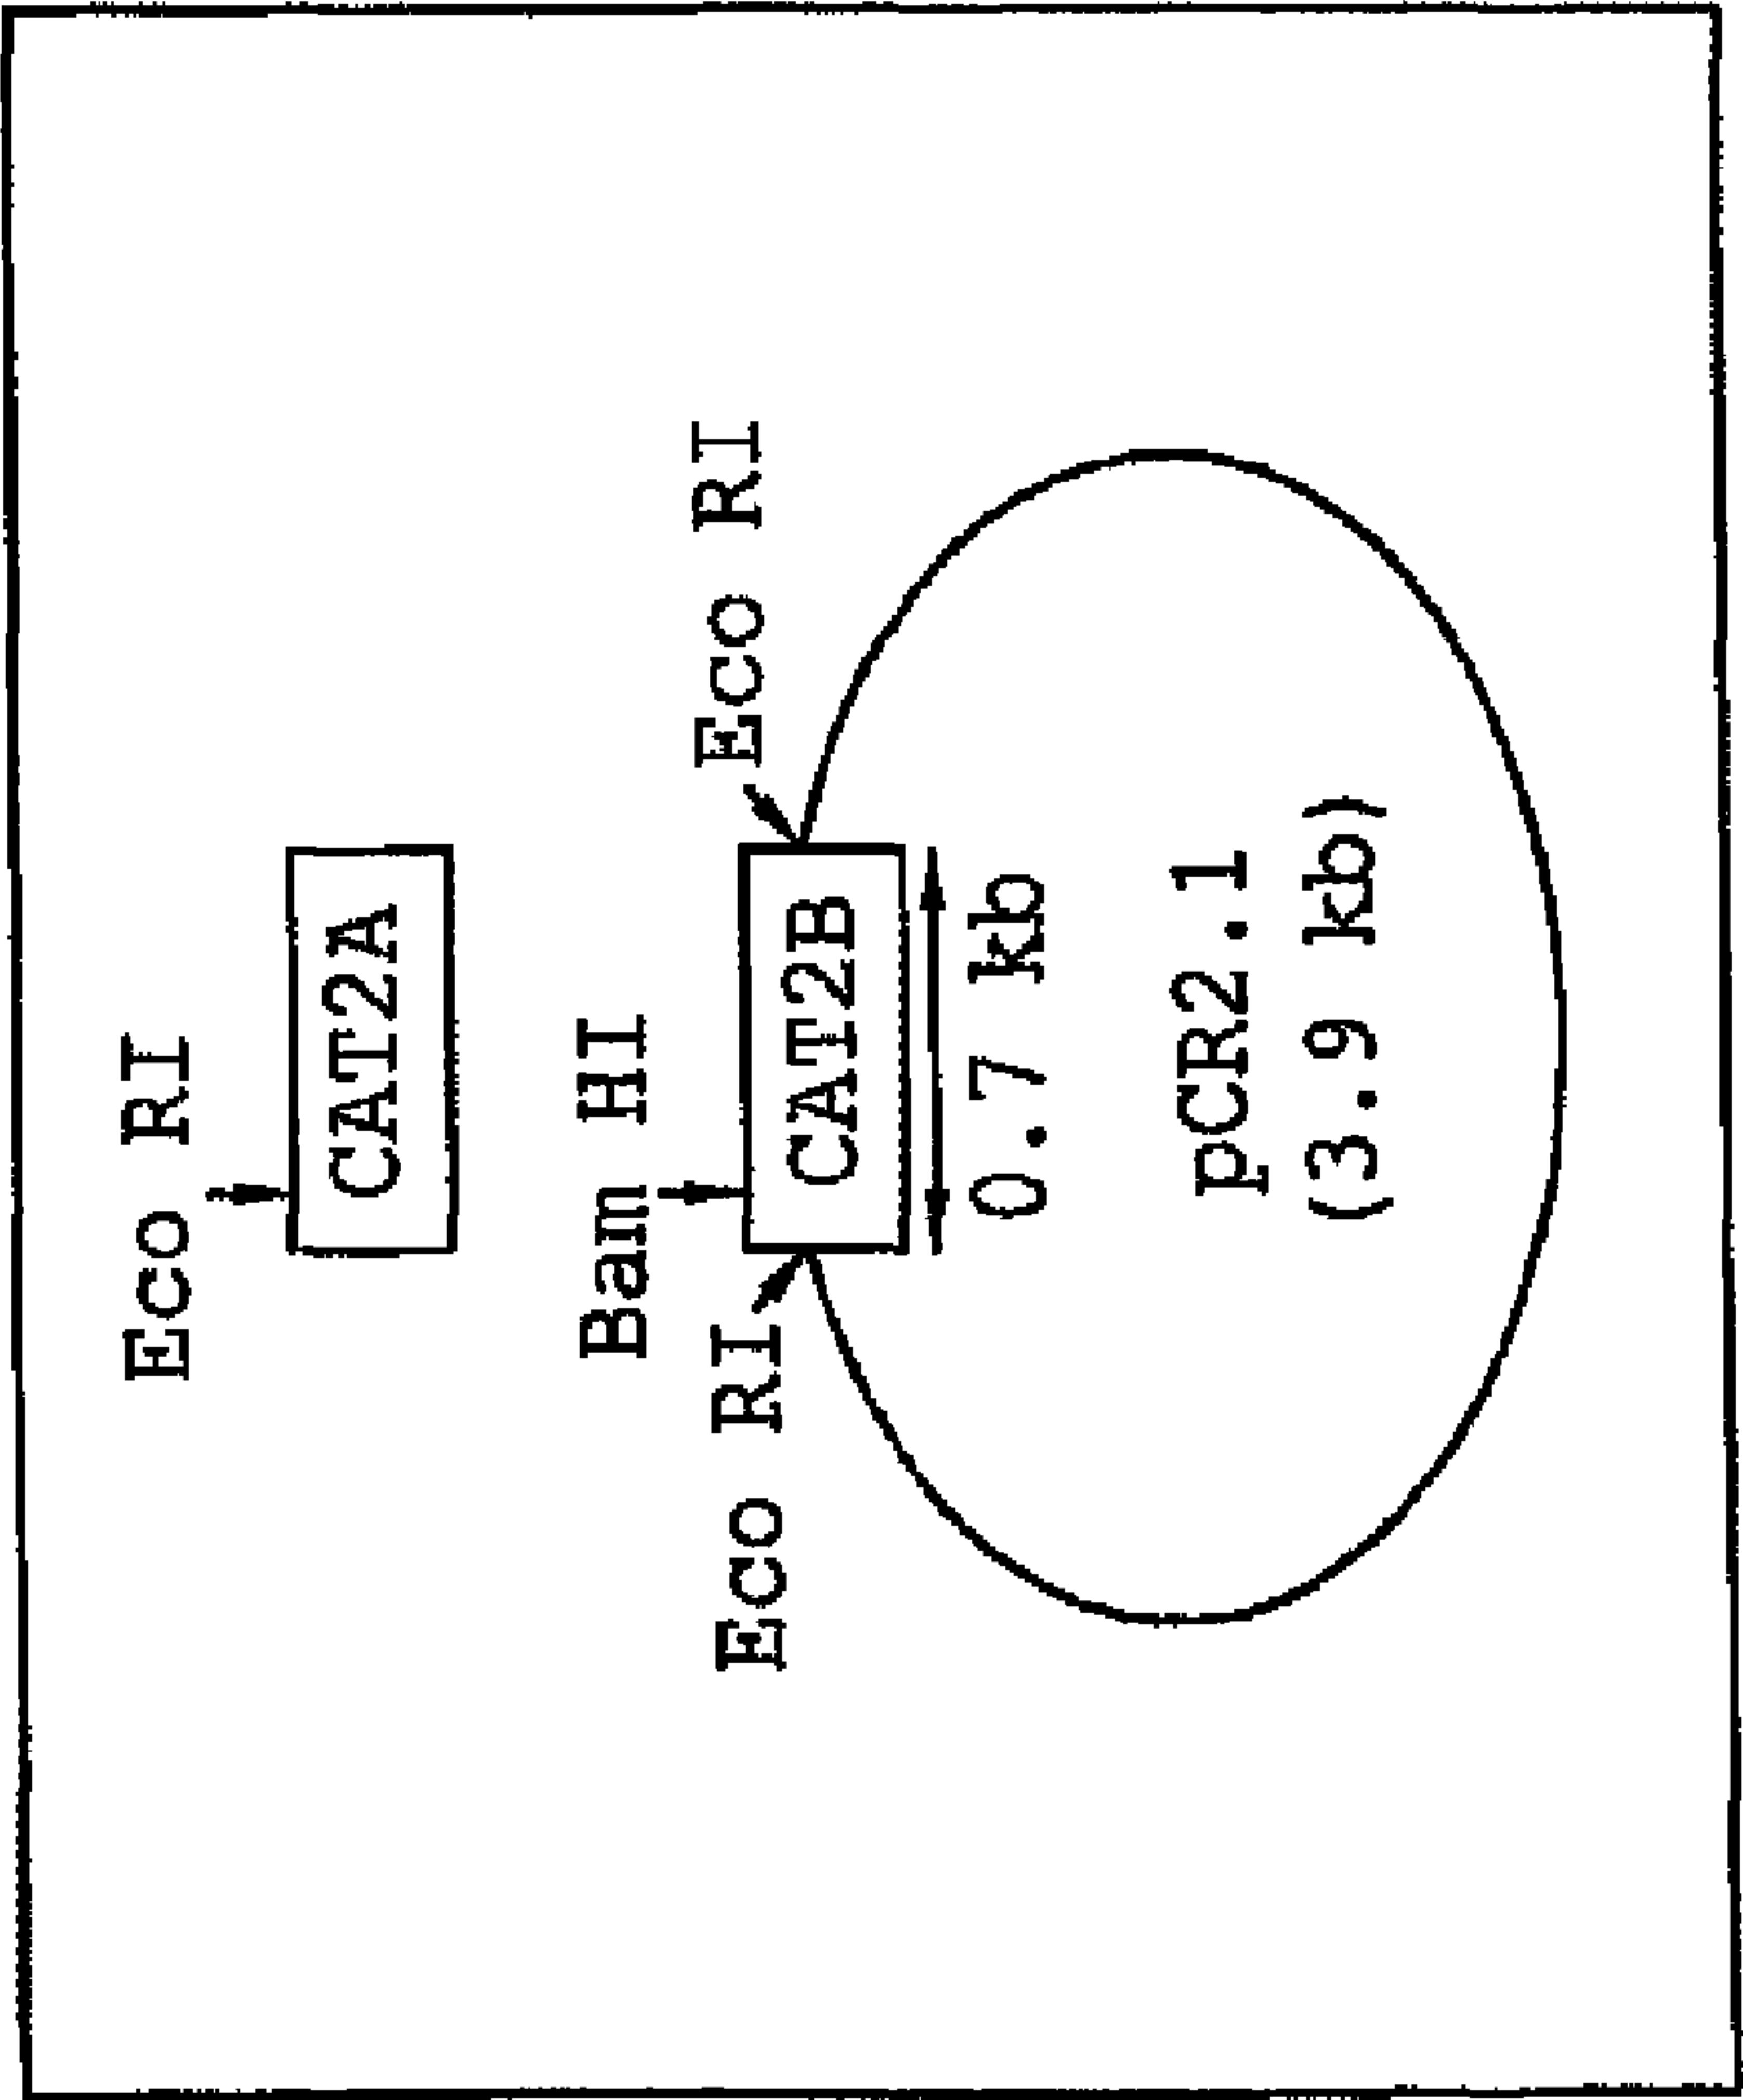 Eco RI
CAT2A
Bam HI
Eco RI
Eco RI
CAT2B
0.7 kb
pCR2.1
(3.9 kb)